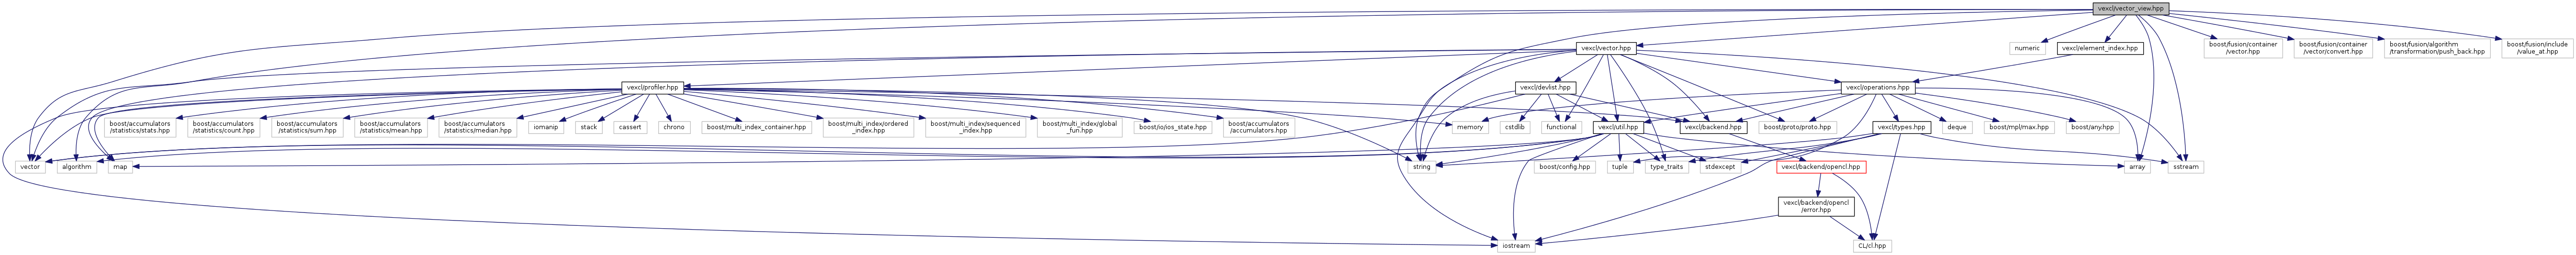 vexcl/vector_view.hpp
vexcl/vector.hpp
numeric
vexcl/element_index.hpp
boost/fusion/container
/vector.hpp
boost/fusion/container
/vector/convert.hpp
boost/fusion/algorithm
/transformation/push_back.hpp
boost/fusion/include
/value_at.hpp
vexcl/profiler.hpp
vexcl/devlist.hpp
vexcl/operations.hpp
boost/accumulators
/statistics/stats.hpp
boost/accumulators
/statistics/count.hpp
boost/accumulators
/statistics/sum.hpp
boost/accumulators
/statistics/mean.hpp
boost/accumulators
/statistics/median.hpp
iomanip
stack
cassert
chrono
boost/multi_index_container.hpp
boost/multi_index/ordered
_index.hpp
boost/multi_index/sequenced
_index.hpp
boost/multi_index/global
_fun.hpp
boost/io/ios_state.hpp
boost/accumulators
/accumulators.hpp
memory
cstdlib
functional
vexcl/util.hpp
vexcl/backend.hpp
boost/proto/proto.hpp
vexcl/types.hpp
deque
boost/mpl/max.hpp
boost/any.hpp
vector
algorithm
map
string
boost/config.hpp
tuple
type_traits
stdexcept
vexcl/backend/opencl.hpp
array
sstream
vexcl/backend/opencl
/error.hpp
iostream
CL/cl.hpp